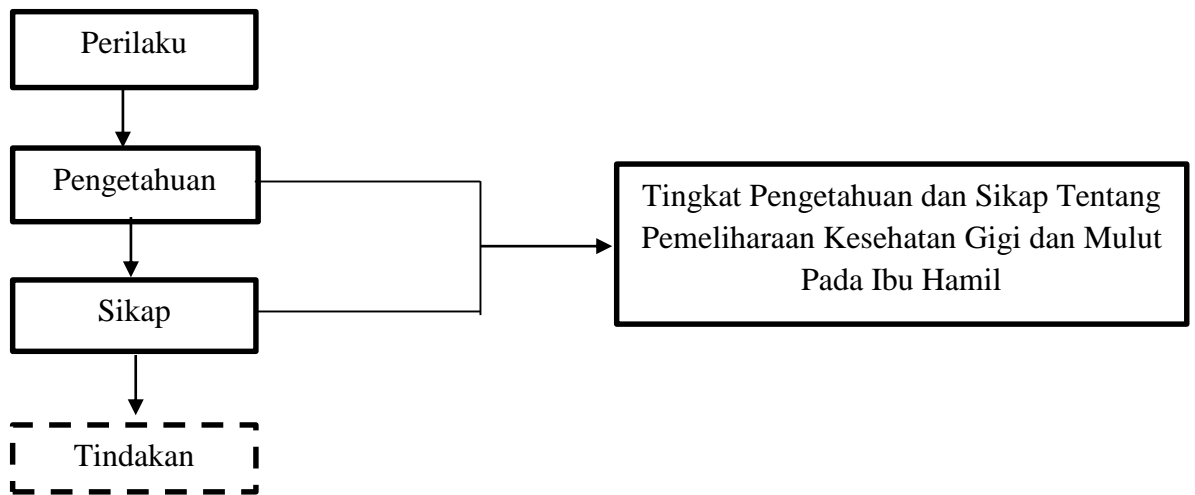 Perilaku
Pengetahuan
Sikap
Tindakan
Tingkat Pengetahuan dan Sikap Tentang
Pemeliharaan Kesehatan Gigi dan Mulut
Pada Ibu Hamil